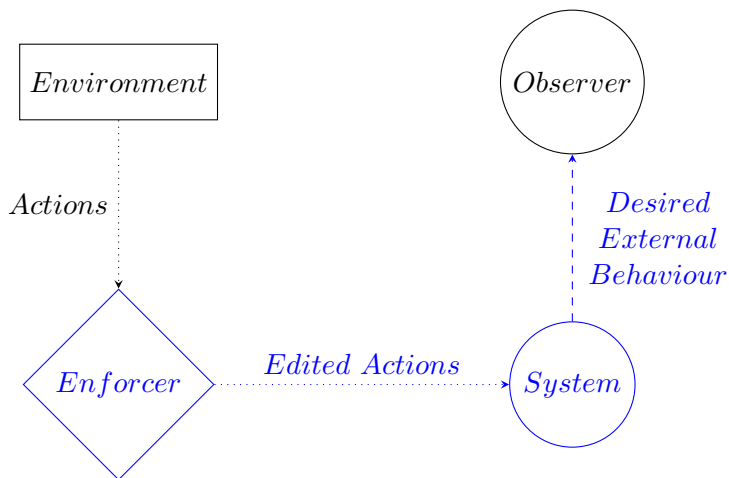 Environment
Observer
Actions
Desired
External
Behaviour
Edited Actions
Enforcer
System